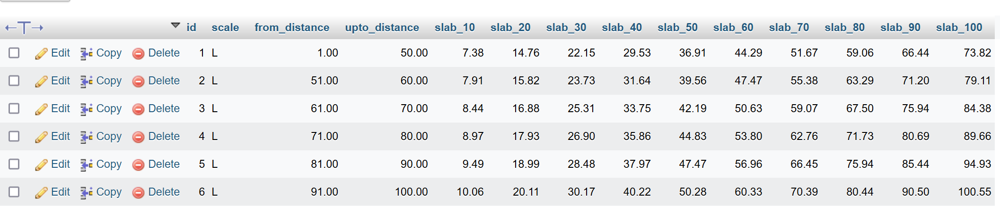 id scale from_distance upto_distance slab_10 slab_20 slab_30 slab_40 slab_50 slab_60 slab_70 slab_80 slab_90 slab_100
Edit Copy Delete 1 L 1.00 50.00 7.38 14.76 22.15 29.53 36.91 44.29 51.67 59.06 66.44 73.82
Edit Copy Delete 2 L 51.00 60.00 7.91 15.82 23.73 31.64 39.56 47.47 55.38 63.29 71.20 79.11
Edit Copy Delete 3 L 61.00 70.00 8.44 16.88 25.31 33.75 42.19 50.63 59.07 67.50 75.94 84.38
Edit Copy Delete 4 L 71.00 80.00 8.97 17.93 26.90 35.86 44.83 53.80 62.76 71.73 80.69 89.66
Edit Copy Delete 5 L 81.00 90.00 9.49 18.99 28.48 37.97 47.47 56.96 66.45 75.94 85.44 94.93
Edit Copy Delete 6 L 91.00 100.00 10.06 20.11 30.17 40.22 50.28 60.33 70.39 80.44 90.50 100.55